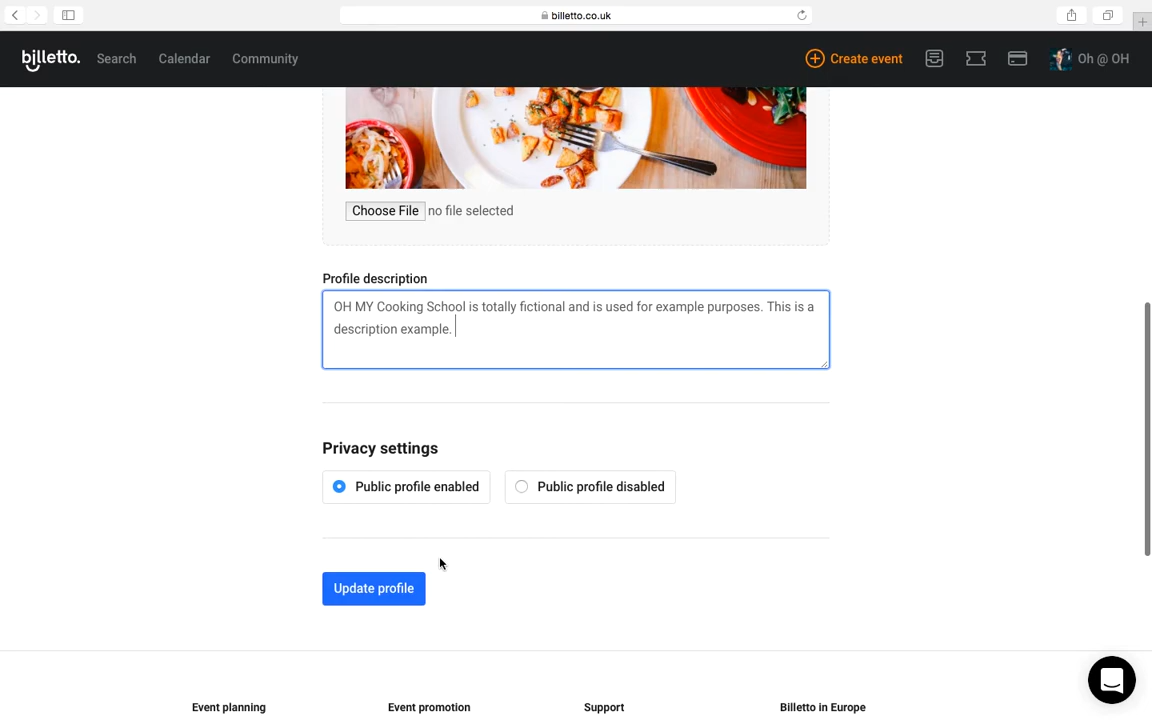 billetto.co.uk
billetto. Search Calendar Community Create event Oh @ OH
Choose File no file selected
Profile description
OH MY Cooking School is totally fictional and is used for example purposes. This is a
description example.
Privacy settings
Public profile enabled Public profile disabled
Update profile
Event planning Event promotion Support Billetto in Europe